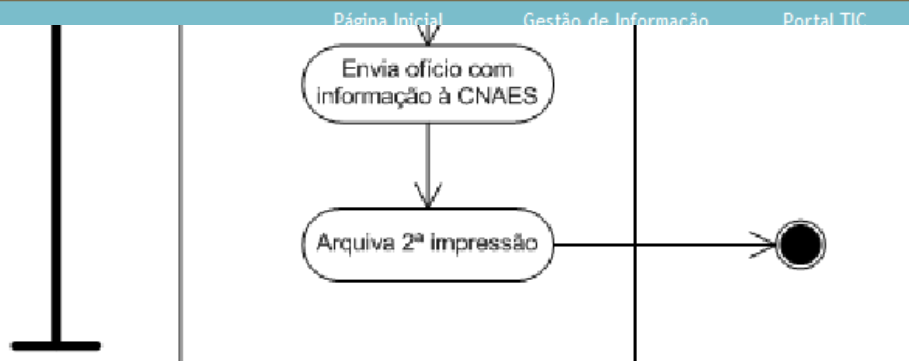 Página Inicial Gestão de Informação Portal TIC
Envia ofício com
informação à CNAES
Arquiva 2ª impressão